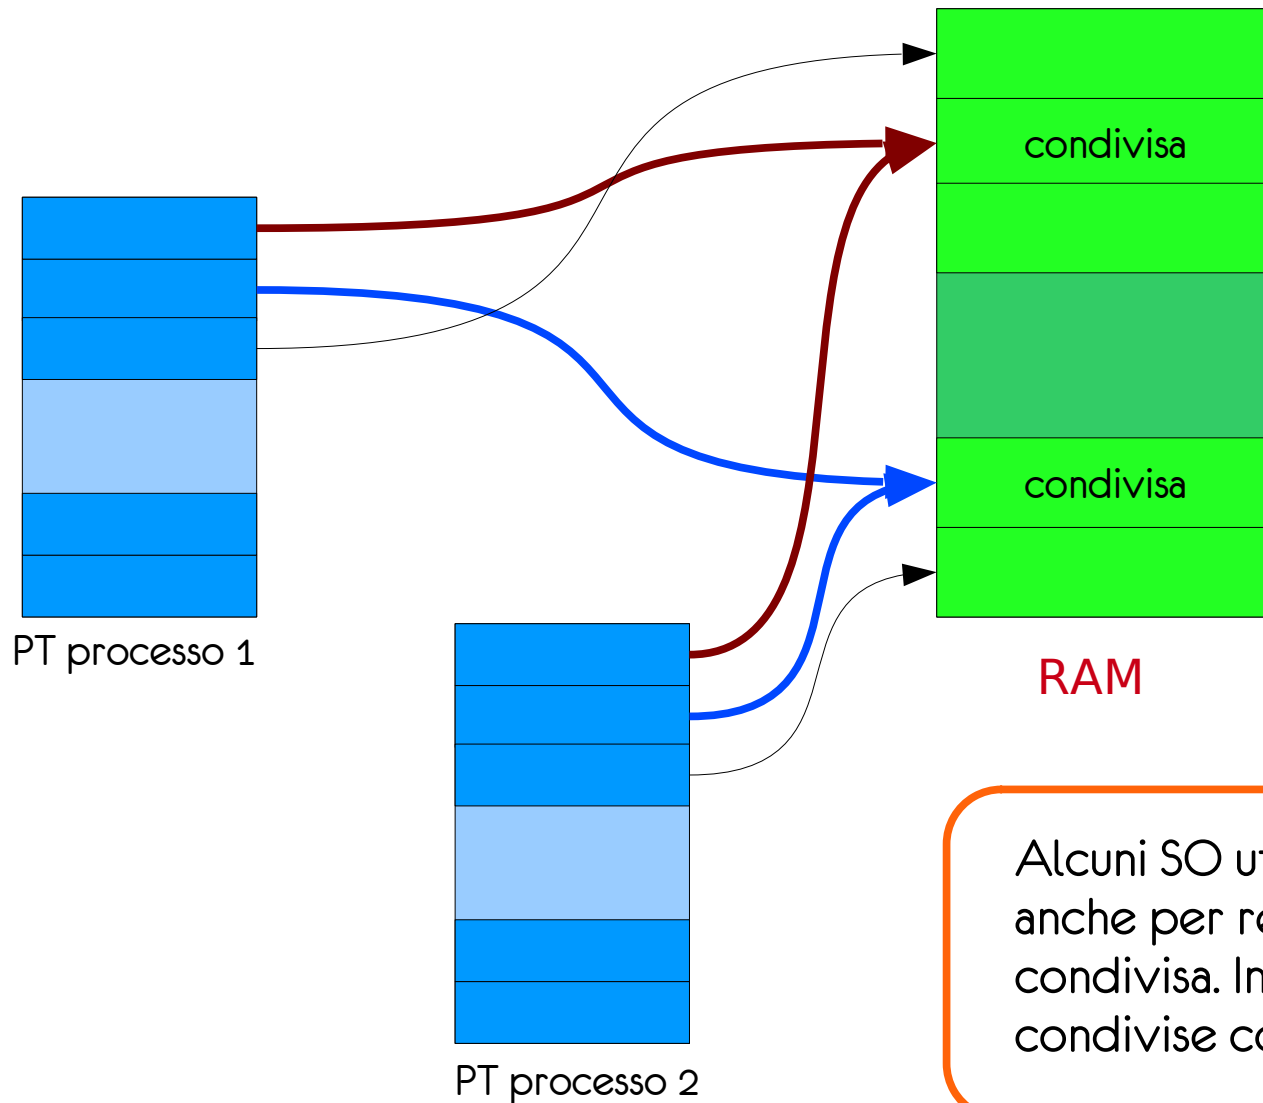 condivisa
condivisa
PT processo 1
RAM
Alcuni SO
anche per
condivisa.
condivise
PT processo 2